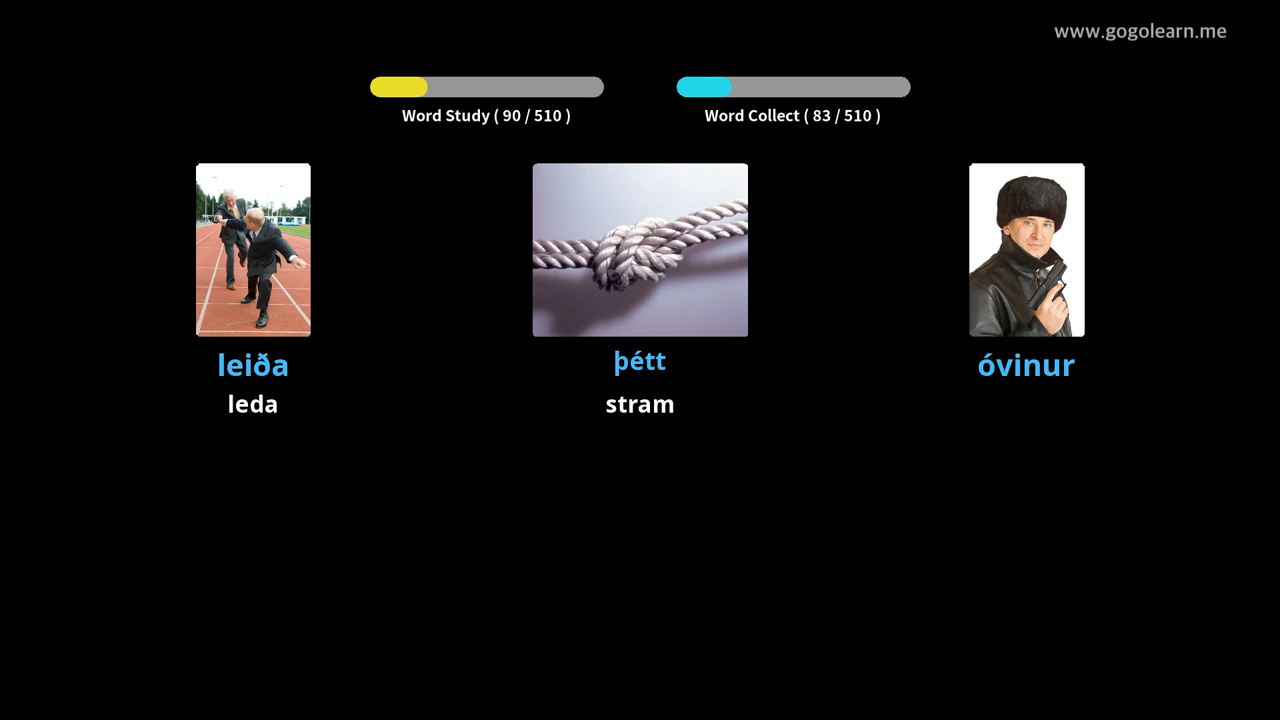 www.gogolearn.me
Word Study ( 90 / 510 )
Word Collect ( 83 / 510 )
leiða
þétt
óvinur
leda
stram